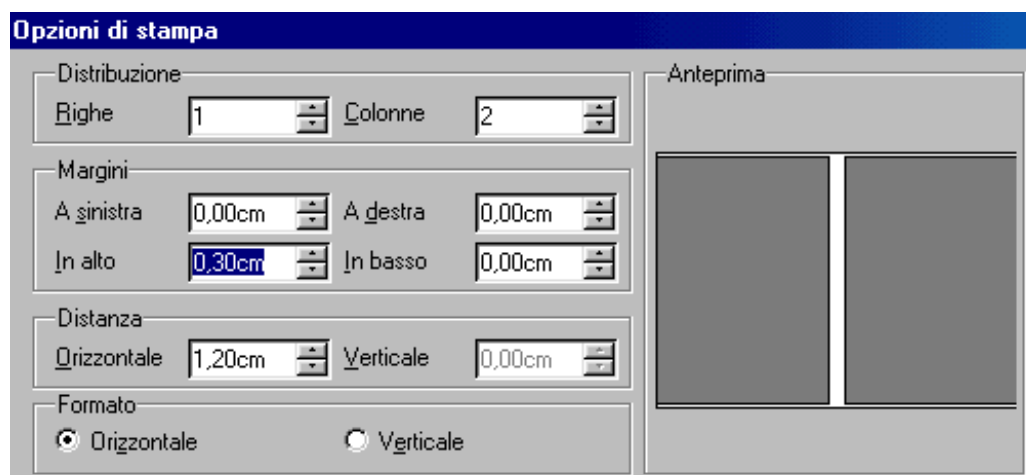 Opzioni di stampa
Distribuzione
Righe 1 Colonne 2
Margini
A sinistra 0,00cm A destra 0,00cm
In alto 0,30cm In basso 0,00cm
Distanza
Orizzontale 1,20cm Verticale 0,00cm
Formato
Orizzontale Verticale
Anteprima